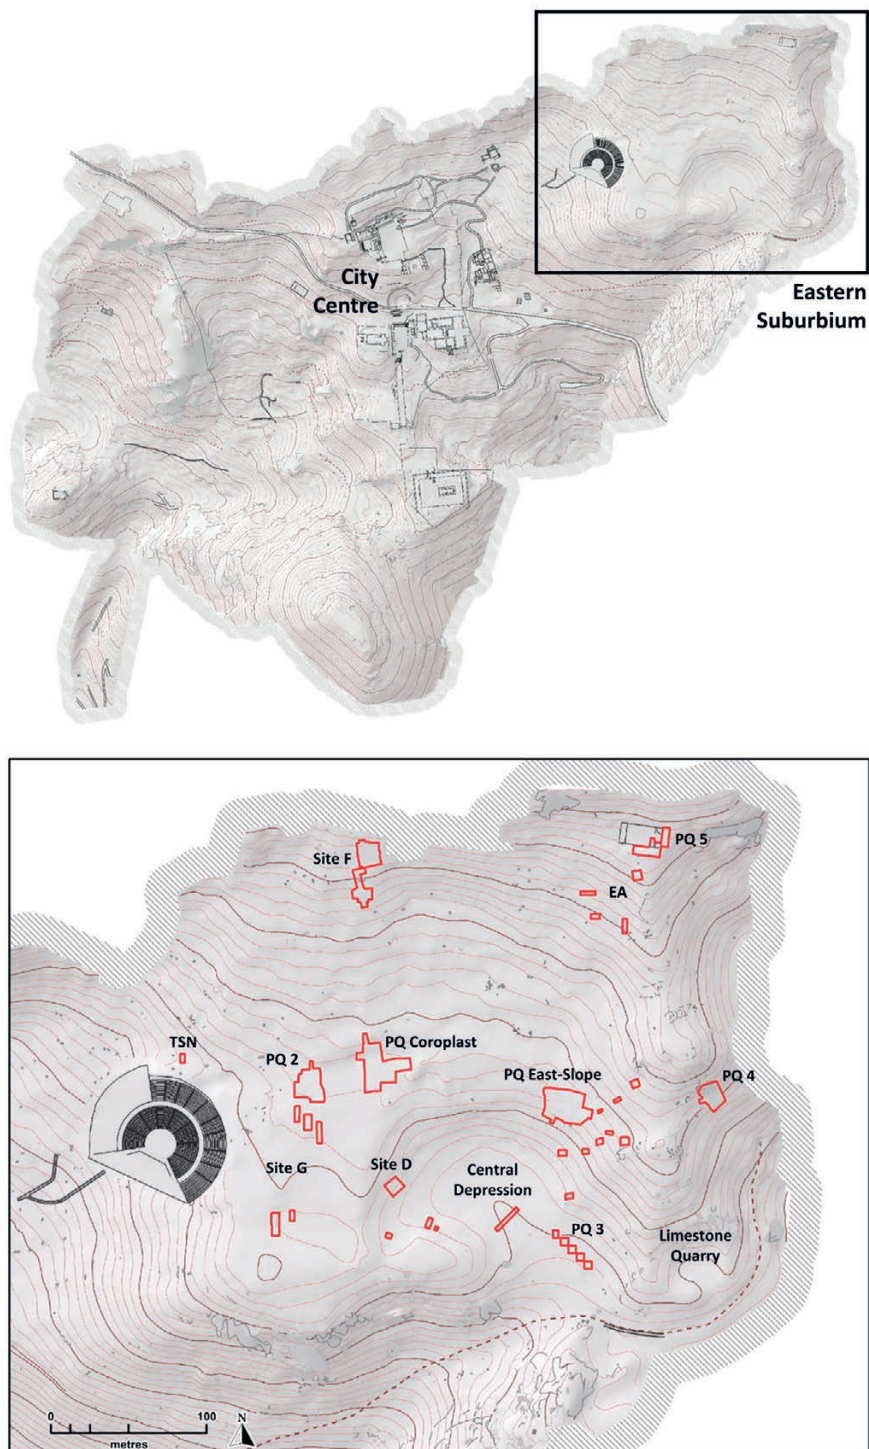 City
Centre
Eastern
Suburbium
PQ 5
Site F
EA
TSN
PQ Coroplast
PQ 2
PQ East-Slope
PQ 4
Site G
Site D
Central
Depression
PQ 3
Limestone
Quarry
0 100
metres
N